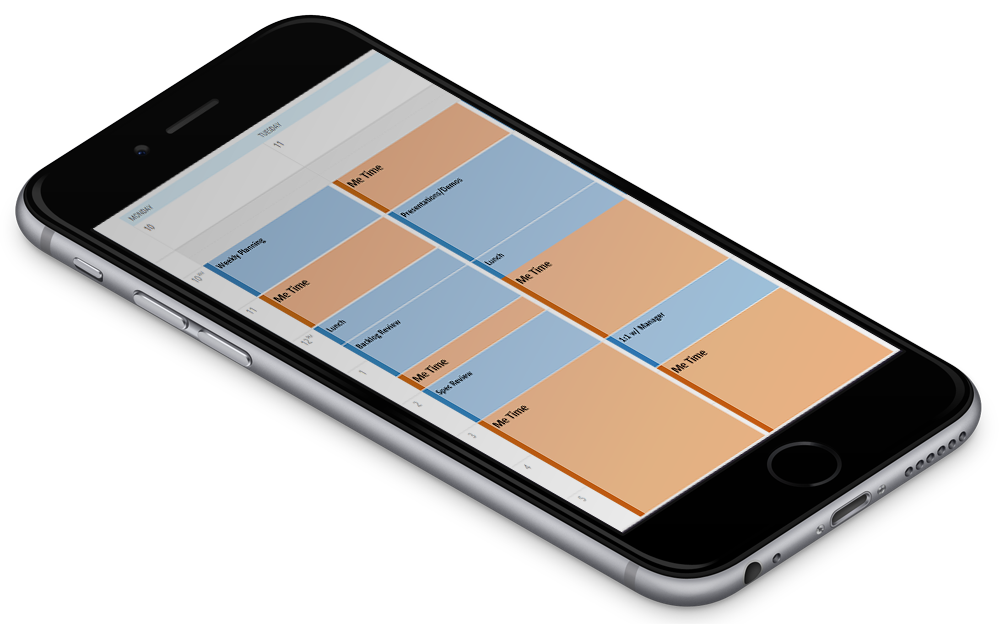 MONDAY
TUESDAY
10
11
10 AM
11
12 PM
1
2
3
4
5
Weekly Planning
Me Time
Lunch
Backlog Review
Me Time
Spec Review
Me Time
Me Time
Presentations/Demos
Lunch
Me Time
1:1 w/ Manager
Me Time